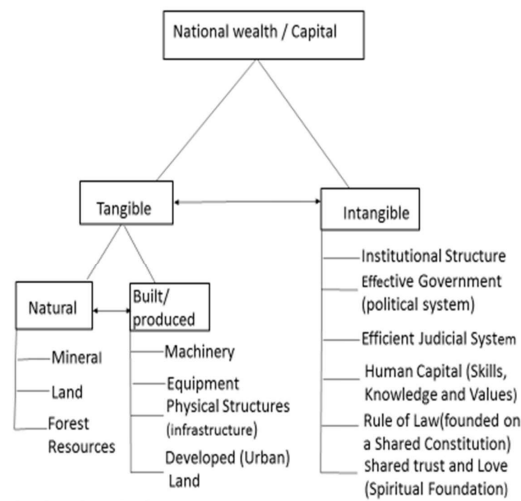 National wealth / Capital
Tangible
Intangible
Natural
Built/
produced
Mineral
Land
Forest
Resources
Machinery
Equipment
Physical Structures
(infrastructure)
Developed (Urban)
Land
Institutional Structure
Effective Government
(political system)
Efficient Judicial System
Human Capital (Skills,
Knowledge and Values)
Rule of Law(founded on
a Shared Constitution)
Shared trust and Love
(Spiritual Foundation)